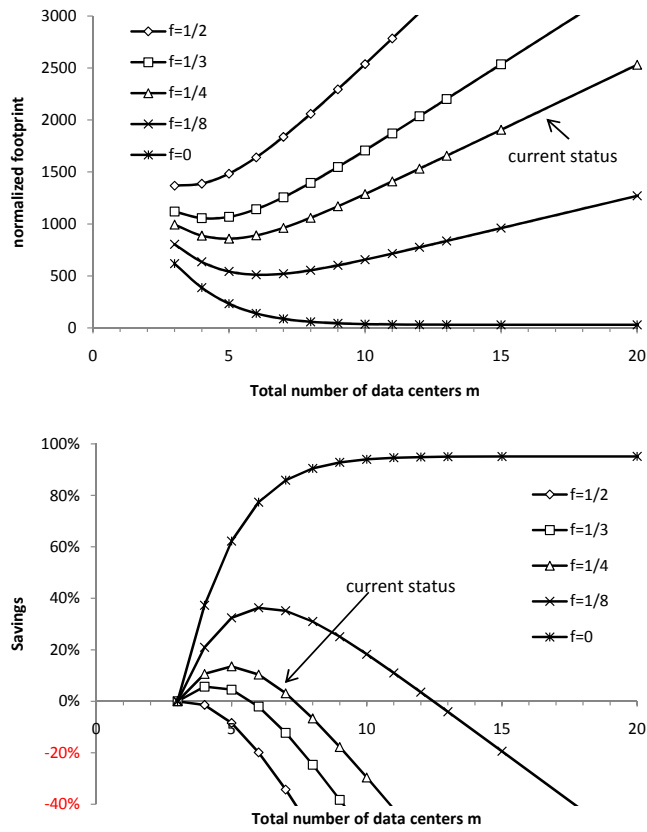 3000
2500
2000
1500
1000
500
0
normalized footprint
f=1/2
f=1/3
f=1/4
f=1/8
f=0
current status
0 5 10 15 20
Total number of data centers m
100%
80%
60%
40%
20%
0%
-20%
-40%
Savings
f=1/2
f=1/3
f=1/4
f=1/8
f=0
current status
0 5 10 15 20
Total number of data centers m